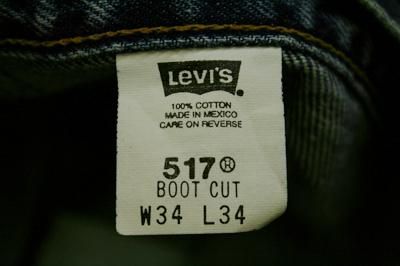 LEVI'S
100% COTTON
MADE IN MEXICO
CARE ON REVERSE
517®
BOOT CUT
W34 L34